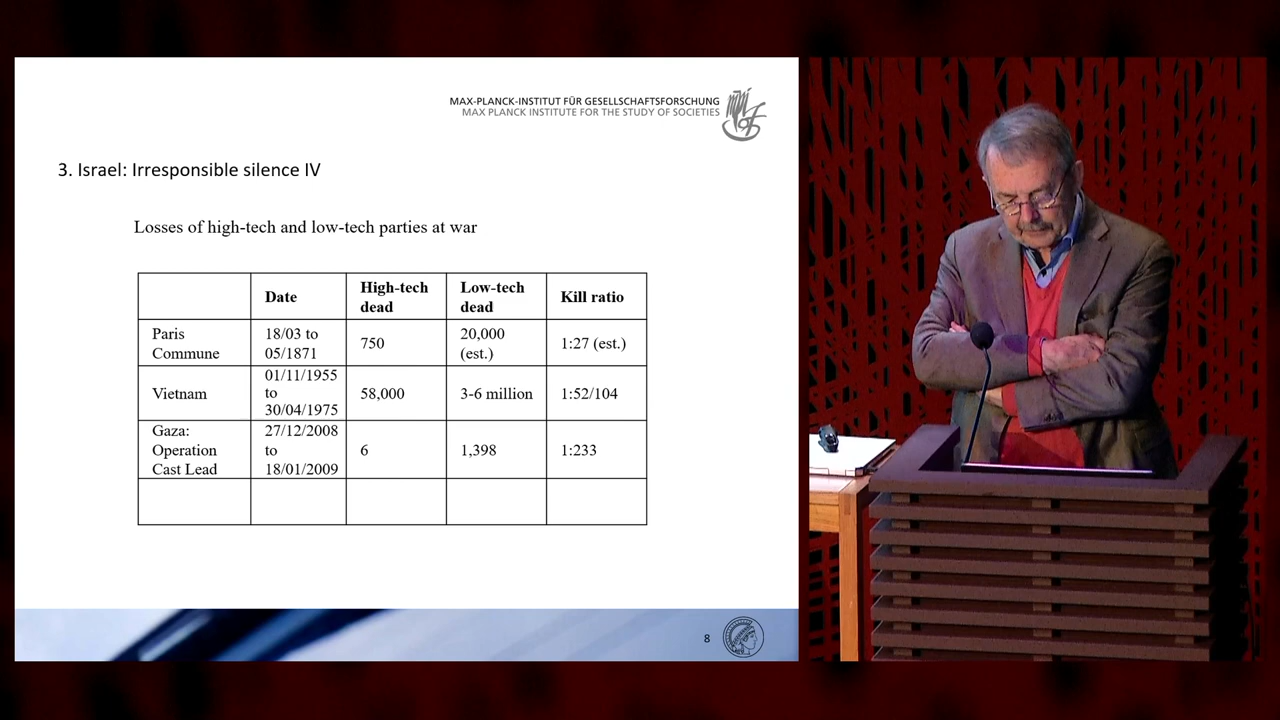 MAX-PLANCK-INSTITUT FÜR GESELLSCHAFTSFORSCHUNG
MAX PLANCK INSTITUTE FOR THE STUDY OF SOCIETIES
3. Israel: Irresponsible silence IV
Losses of high-tech and low-tech parties at war
Date
High-tech
dead
Low-tech
dead
Kill ratio
Paris
Commune
18/03 to
05/1871
750
20,000
(est.)
1:27 (est.)
Vietnam
01/11/1955
to
30/04/1975
58,000
3-6 million
1:52/104
Gaza:
Operation
Cast Lead
27/12/2008
to
18/01/2009
6
1,398
1:233
8